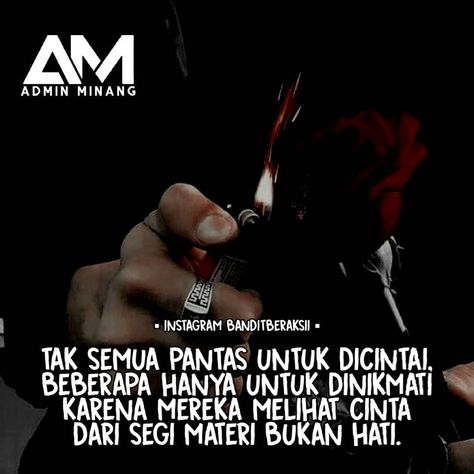 AM
ADMIN MINANG
▪ INSTAGRAM BANDITBERAKSII ▪
TAK SEMUA PANTAS UNTUK DICINTAI,
BEBERAPA HANYA UNTUK DINIKMATI
KARENA MEREKA MELIHAT CINTA
DARI SEGI MATERI BUKAN HATI.